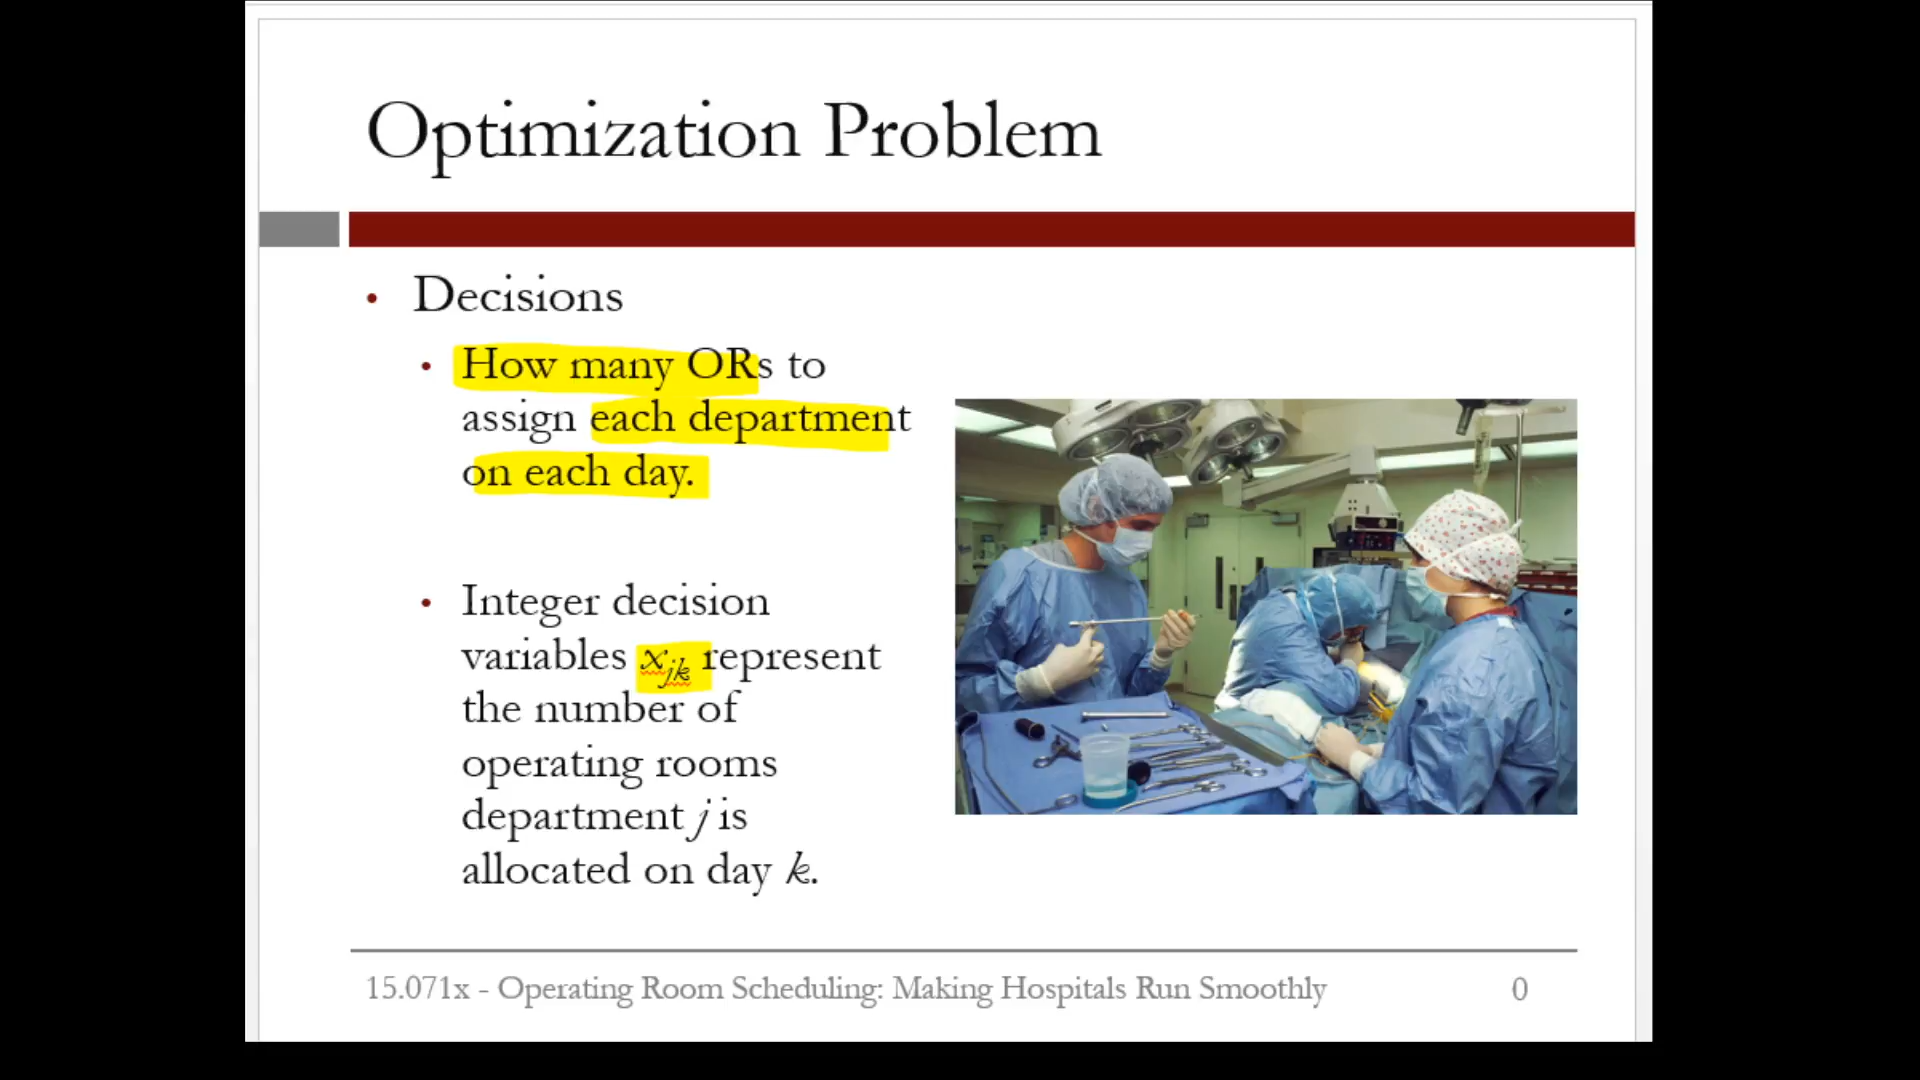 Optimization Problem
• Decisions
• How many ORs to
assign each department
on each day.
• Integer decision
variables xjk represent
the number of
operating rooms
department j is
allocated on day k.
15.071x - Operating Room Scheduling: Making Hospitals Run Smoothly 0